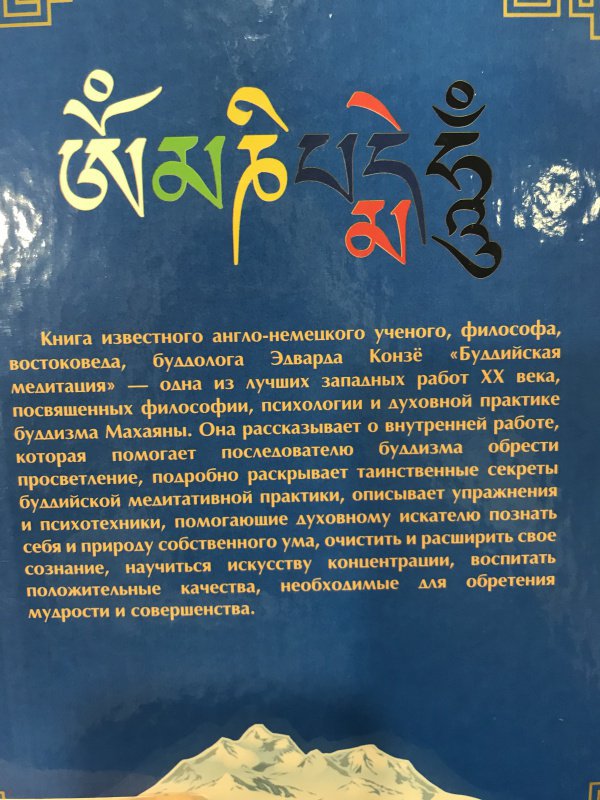 ཨོཾ་མ་ཎི་པདྨེ་ཧཱུྃ
Книга известного англо-немецкого ученого, философа,
востоковеда, буддолога Эдварда Конзё «Буддийская
медитация» — одна из лучших западных работ XX века,
посвященных философии, психологии и духовной практике
буддизма Махаяны. Она рассказывает о внутренней работе,
которая помогает последователю буддизма обрести
просветление, подробно раскрывает таинственные секреты
буддийской медитативной практики, описывает упражнения
и психотехники, помогающие духовному искателю познать
себя и природу собственного ума, очистить и расширить свое
сознание, научиться искусству концентрации, воспитать
положительные качества, необходимые для обретения
мудрости и совершенства.